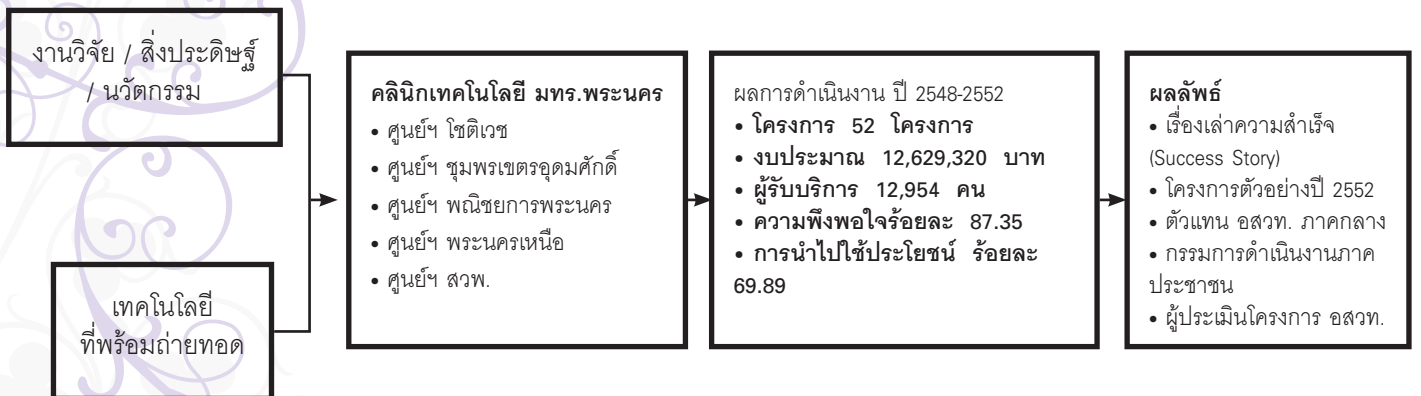 งานวิจัย / สิ่งประดิษฐ์
/ นวัตกรรม
เทคโนโลยี
ที่พร้อมถ่ายทอด
คลินิกเทคโนโลยี มทร.พระนคร
• ศูนย์ฯ โชติเวช
• ศูนย์ฯ ชุมพรเขตรอุดมศักดิ์
• ศูนย์ฯ พณิชยการพระนคร
• ศูนย์ฯ พระนครเหนือ
• ศูนย์ฯ สวพ.
ผลการดำเนินงาน ปี 2548-2552
• โครงการ 52 โครงการ
• งบประมาณ 12,629,320 บาท
• ผู้รับบริการ 12,954 คน
• ความพึงพอใจร้อยละ 87.35
• การนำไปใช้ประโยชน์ ร้อยละ
69.89
ผลลัพธ์
• เรื่องเล่าความสำเร็จ
(Success Story)
• โครงการตัวอย่างปี 2552
• ตัวแทน อสวท. ภาคกลาง
• กรรมการดำเนินงานภาค
ประชาชน
• ผู้ประเมินโครงการ อสวท.